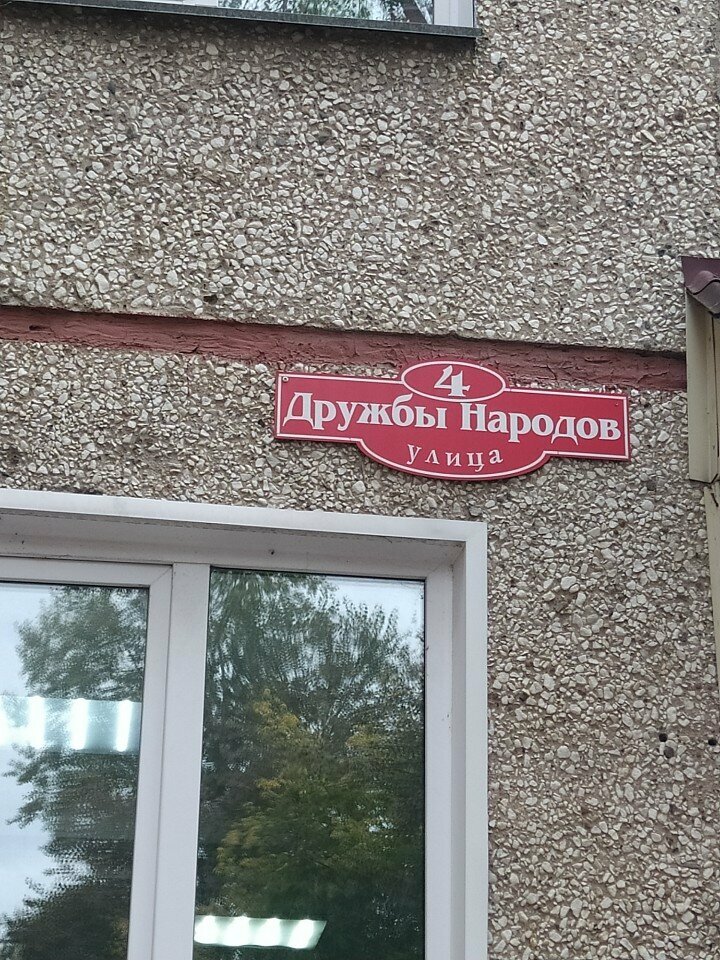 4
Дружбы Народов
улица